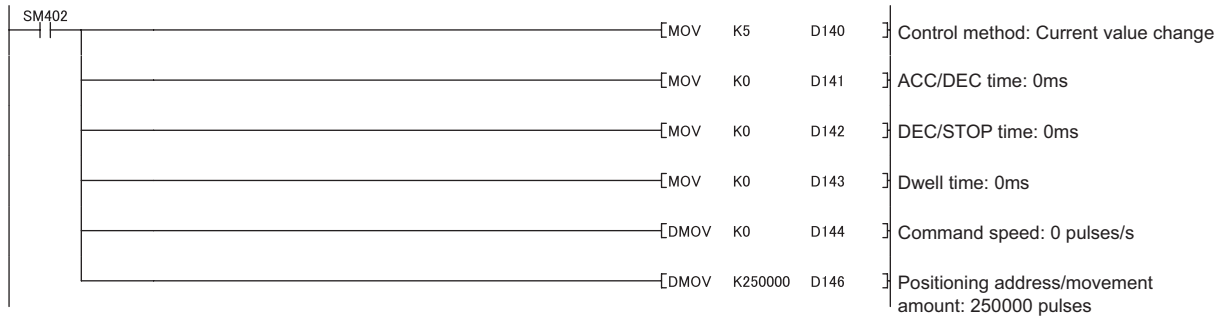 SM402
MOV K5 D140 Control method: Current value change
MOV K0 D141 ACC/DEC time: 0ms
MOV K0 D142 DEC/STOP time: 0ms
MOV K0 D143 Dwell time: 0ms
DMOV K0 D144 Command speed: 0 pulses/s
DMOV K250000 D146 Positioning address/movement
amount: 250000 pulses